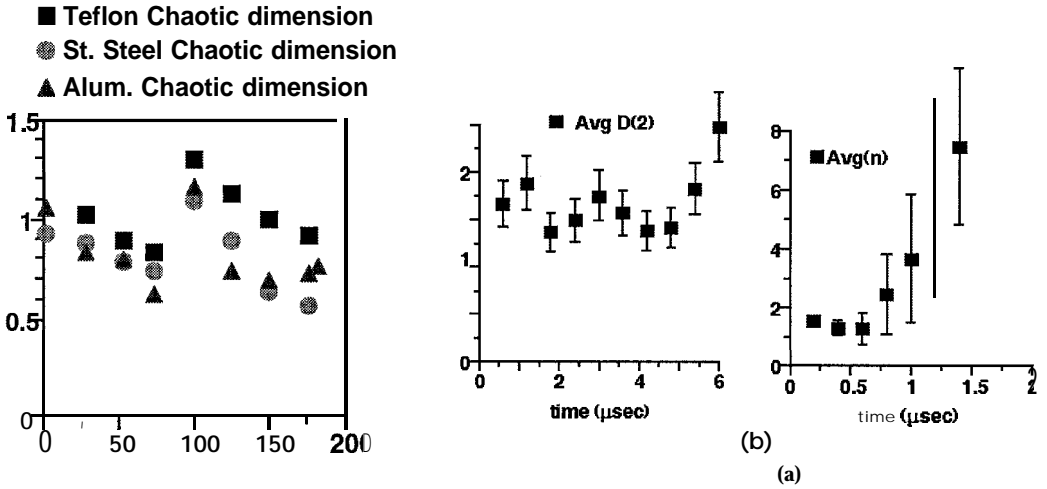 Teflon Chaotic dimension
St. Steel Chaotic dimension
Alum. Chaotic dimension
1.5
1
0.5
0
0 50 100 150 200
Avg D(2)
2
1
0
0 2 4 6
time (µsec)
Avg(n)
8
6
4
2
0
0 0.5 1 1.5 2
time (µsec)
(b)
(a)